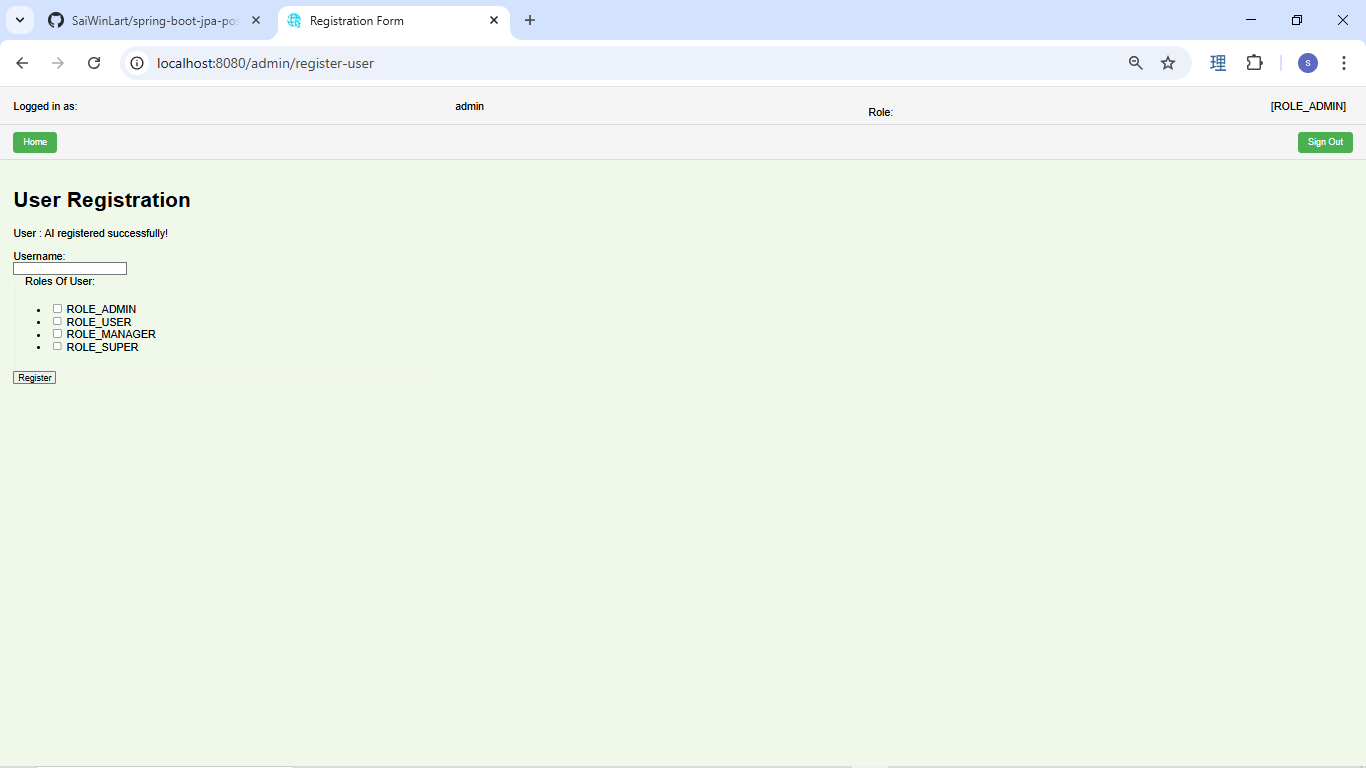 SaiWinLart/spring-boot-jpa-pos
Registration Form
localhost:8080/admin/register-user
理
S
Logged in as: admin Role: [ROLE_ADMIN]
Home Sign Out
User Registration
User : AI registered successfully!
Username:
Roles Of User:
ROLE_ADMIN
ROLE_USER
ROLE_MANAGER
ROLE_SUPER
Register